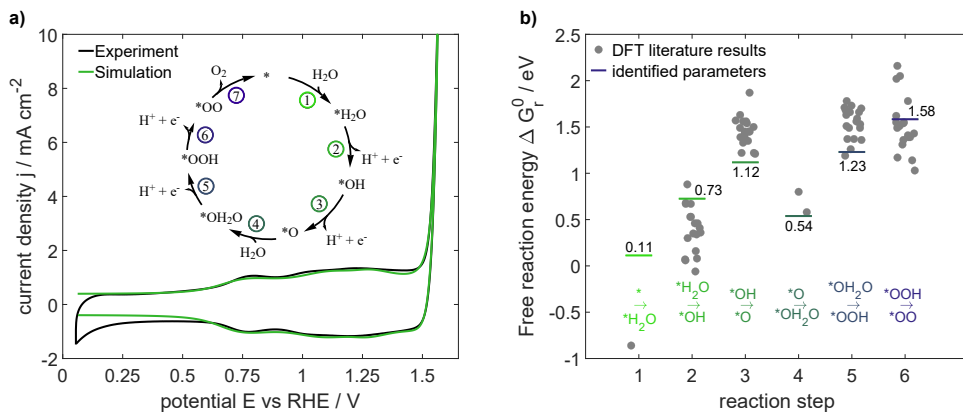 a)
Experiment
Simulation
10
8
6
4
2
0
-2
current density j / mA cm-2
0
0.25
0.5
0.75
1
1.25
1.5
potential E vs RHE / V
*
H2O
1
*H2O
2
H+ + e-
*OH
3
H+ + e-
*O
4
H2O
*OH2O
5
H+ + e-
*OOH
6
H+ + e-
*OO
7
O2
b)
DFT literature results
identified parameters
2.5
2
1.5
1
0.5
0
-0.5
-1
Free reaction energy Δ Gr0 / eV
0.11
0.73
1.12
0.54
1.23
1.58
*
→
*H2O
*H2O
→
*OH
*OH
→
*O
*O
→
*OH2O
*OH2O
→
*OOH
*OOH
→
*OO
1
2
3
4
5
6
reaction step